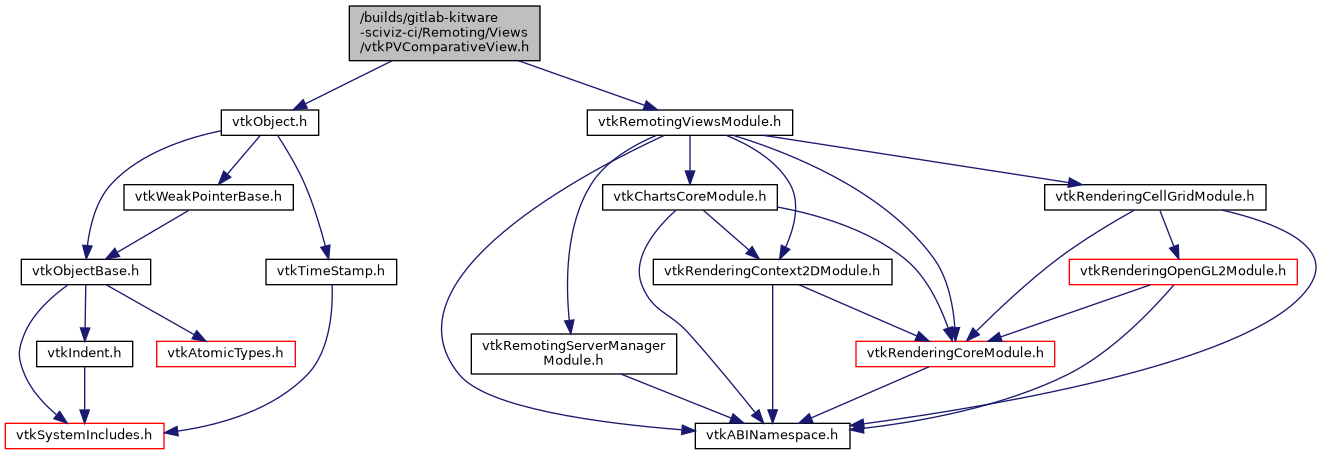 /builds/gitlab-kitware
-sciviz-ci/Remoting/Views
/vtkPVComparativeView.h
vtkObject.h
vtkRemotingViewsModule.h
vtkWeakPointerBase.h
vtkChartsCoreModule.h
vtkRenderingCellGridModule.h
vtkObjectBase.h
vtkTimeStamp.h
vtkRenderingContext2DModule.h
vtkRenderingOpenGL2Module.h
vtkIndent.h
vtkAtomicTypes.h
vtkRemotingServerManager
Module.h
vtkRenderingCoreModule.h
vtkSystemIncludes.h
vtkABINamespace.h